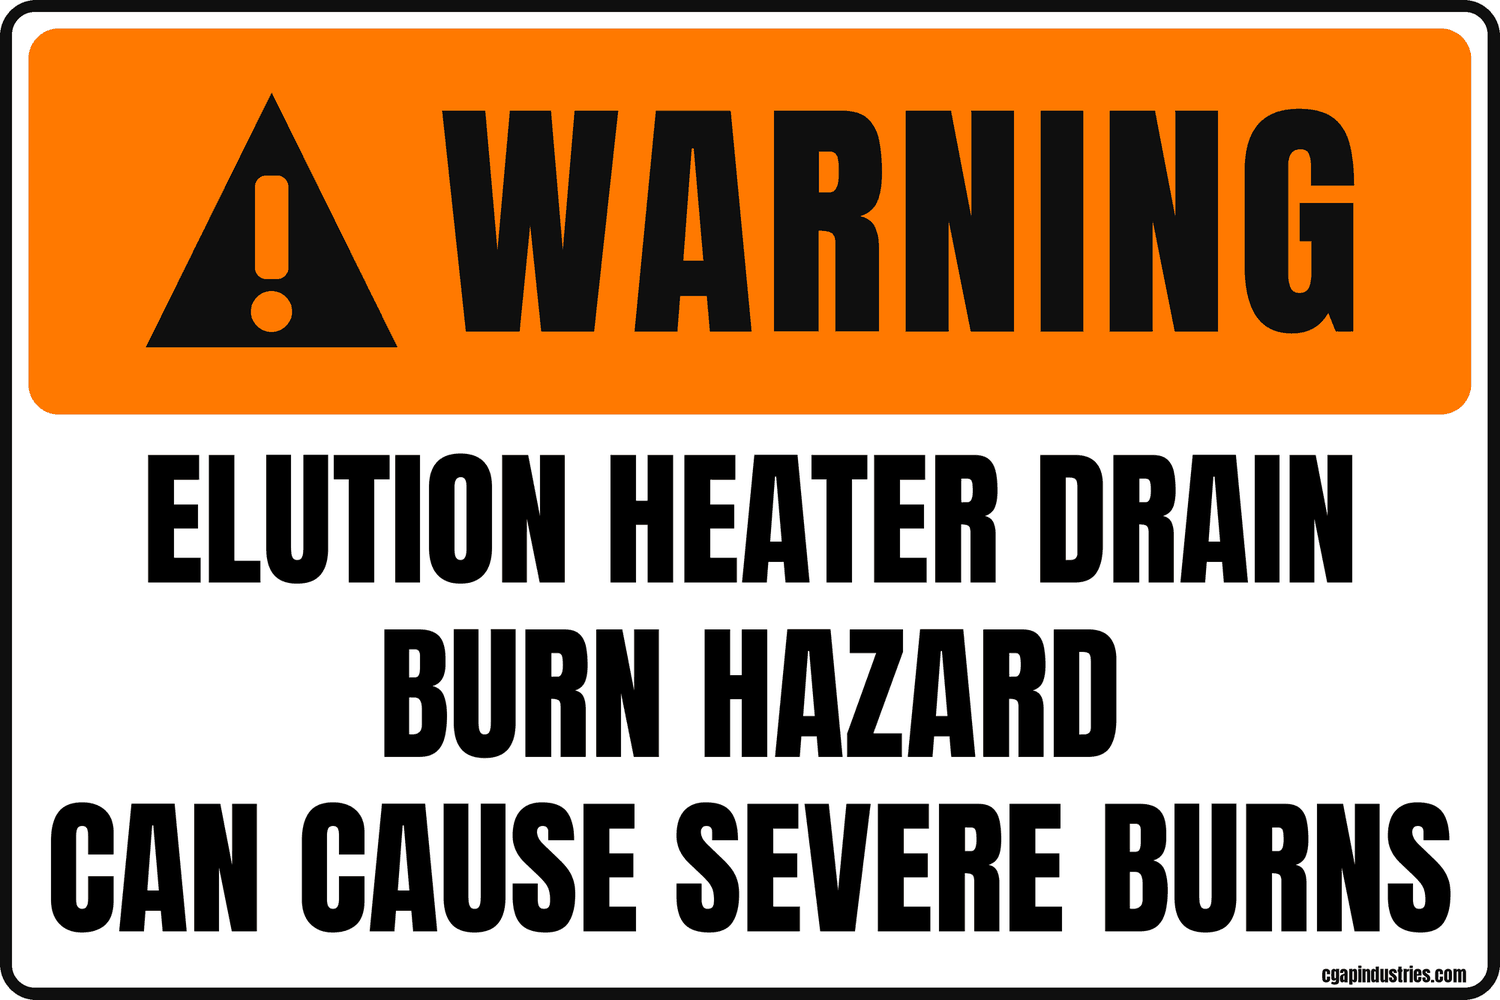 WARNING
ELUTION HEATER DRAIN
BURN HAZARD
CAN CAUSE SEVERE BURNS
cgapindustries.com